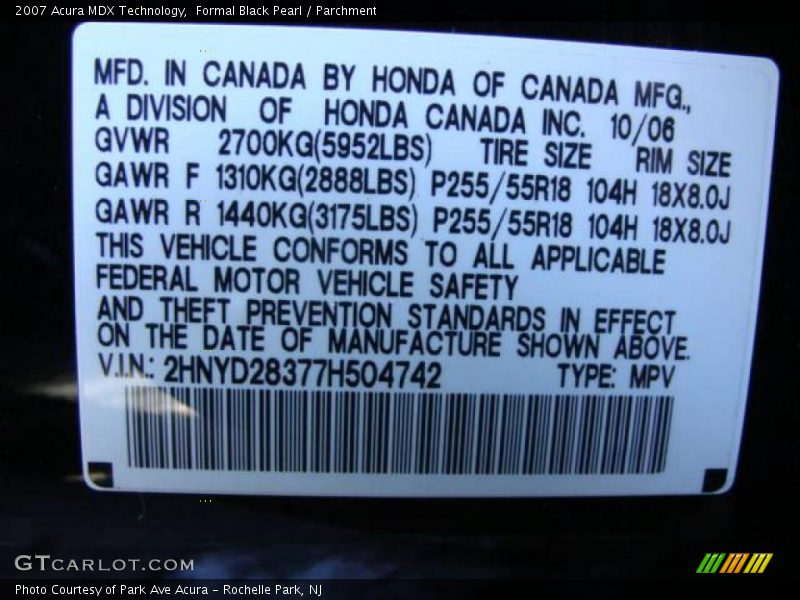 2007 Acura MDX Technology,  Formal Black Pearl / Parchment
MFD. IN CANADA BY HONDA OF CANADA MFG.,
A DIVISION OF HONDA CANADA INC. 10/06
GVWR 2700KG(5952LBS) TIRE SIZE RIM SIZE
GAWR F 1310KG(2888LBS) P255/55R18 104H 18X8.0J
GAWR R 1440KG(3175LBS) P255/55R18 104H 18X8.0J
THIS VEHICLE CONFORMS TO ALL APPLICABLE
FEDERAL MOTOR VEHICLE SAFETY
AND THEFT PREVENTION STANDARDS IN EFFECT
ON THE DATE OF MANUFACTURE SHOWN ABOVE.
V.I.N.: 2HNYD28377H504742 TYPE: MPV
GTCARLOT.COM
Photo Courtesy of Park Ave Acura - Rochelle Park, NJ